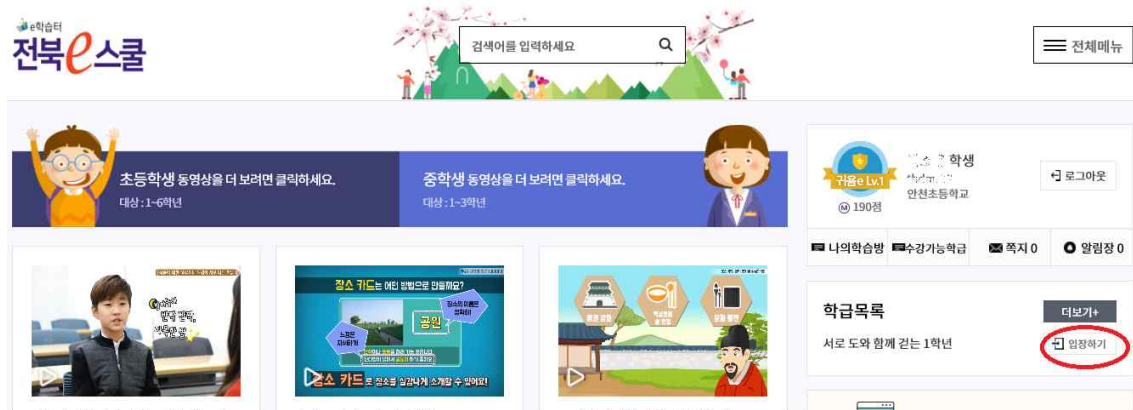 e학습터
전북e스쿨
검색어를 입력하세요
전체메뉴
초등학생 동영상을 더 보려면 클릭하세요.
대상 : 1~6학년
중학생 동영상을 더 보려면 클릭하세요.
대상 : 1~3학년
귀욤e Lv.1
M 190점
학생
안천초등학교
로그아웃
나의학습방 수강가능학급 쪽지 0 알림장 0
장소 카드는 어떤 방법으로 만들까요?
공원
장소 카드로 장소를 실감나게 소개할 수 있어요!
학급목록
더보기+
서로 도와 함께 걷는 1학년
입장하기